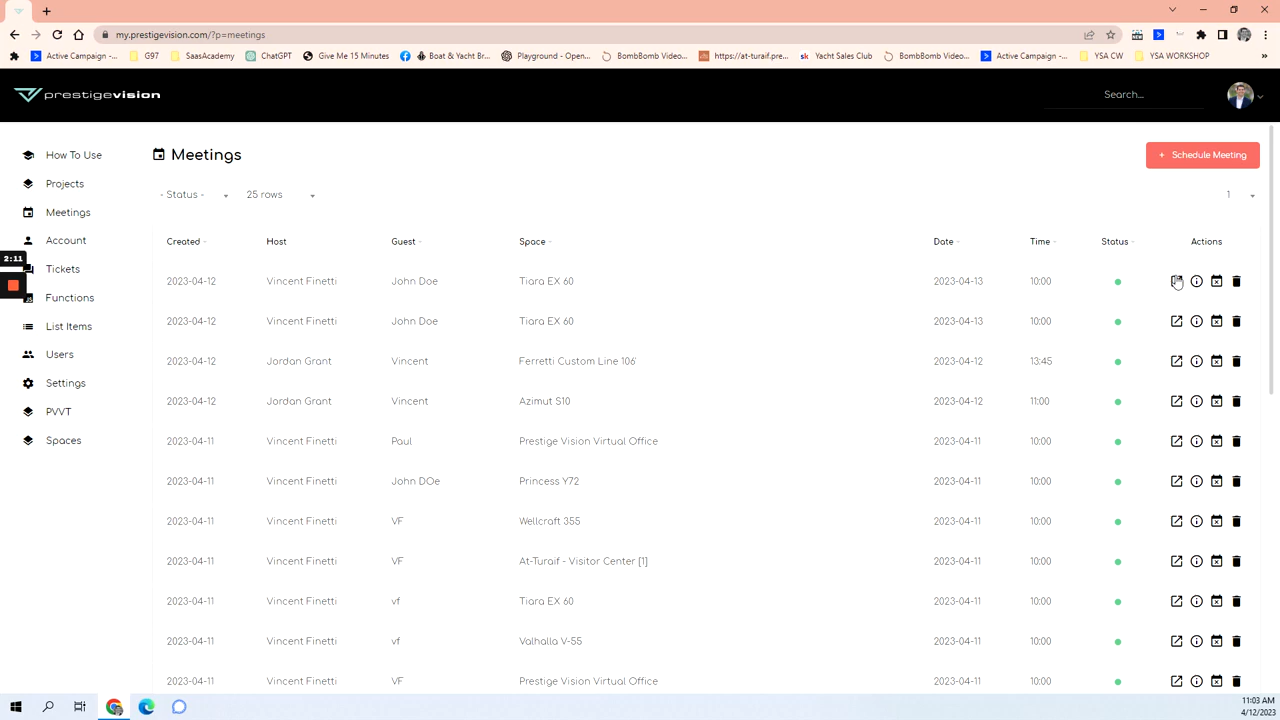 my.prestigevision.com/?p=meetings
Active Campaign -... G97 SaasAcademy ChatGPT Give Me 15 Minutes Boat & Yacht Br... Playground - Open... BombBomb Video... https://at-turaif.pre... sk Yacht Sales Club BombBomb Video... Active Campaign -... YSA CW YSA WORKSHOP »
prestigevision Search...
How To Use
Projects
Meetings
Account
2:11
Tickets
Functions
List Items
Users
Settings
PVVT
Spaces
Meetings + Schedule Meeting
- Status - 25 rows 1
Created - Host Guest - Space - Date - Time - Status - Actions
2023-04-12 Vincent Finetti John Doe Tiara EX 60 2023-04-13 10:00
2023-04-12 Vincent Finetti John Doe Tiara EX 60 2023-04-13 10:00
2023-04-12 Jordan Grant Vincent Ferretti Custom Line 106' 2023-04-12 13:45
2023-04-12 Jordan Grant Vincent Azimut S10 2023-04-12 11:00
2023-04-11 Vincent Finetti Paul Prestige Vision Virtual Office 2023-04-11 10:00
2023-04-11 Vincent Finetti John DOe Princess Y72 2023-04-11 10:00
2023-04-11 Vincent Finetti VF Wellcraft 355 2023-04-11 10:00
2023-04-11 Vincent Finetti VF At-Turaif - Visitor Center [1] 2023-04-11 10:00
2023-04-11 Vincent Finetti vf Tiara EX 60 2023-04-11 10:00
2023-04-11 Vincent Finetti vf Valhalla V-55 2023-04-11 10:00
2023-04-11 Vincent Finetti VF Prestige Vision Virtual Office 2023-04-11 10:00
11:03 AM
4/12/2023